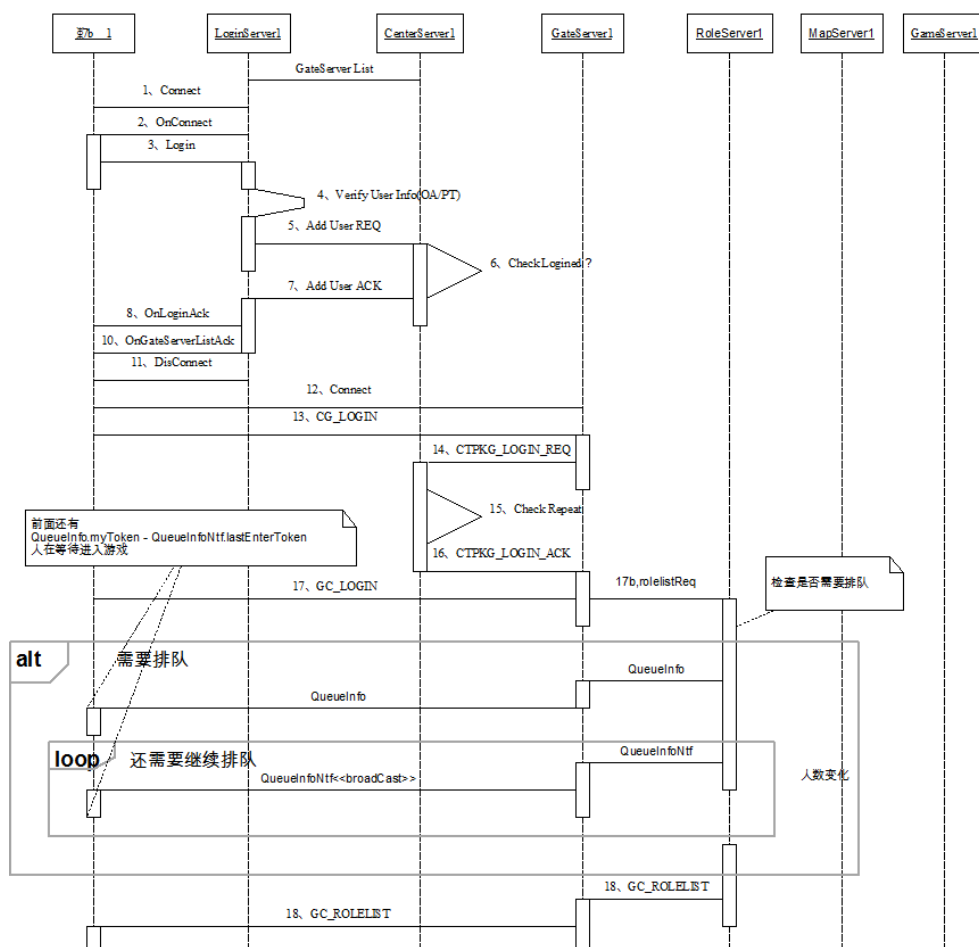 LoginServer1
CenterServer1
GateServer1
RoleServer1
MapServer1
GameServer1
GateServer List
1、Connect
2、OnConnect
3、Login
4、Verify User Info(OA/PT)
5、Add User REQ
6、CheckLogined?
7、Add User ACK
8、OnLoginAck
10、OnGateServerListAck
11、DisConnect
12、Connect
13、CG_LOGIN
14、CTPKG_LOGIN_REQ
15、Check Repeat
前面还有
QueueInfo.myToken - QueueInfoNtf.lastEnterToken
人在等待进入游戏
16、CTPKG_LOGIN_ACK
17、GC_LOGIN
17b,rolelistReq
检查是否需要排队
alt
需要排队
QueueInfo
QueueInfo
loop
还需要继续排队
QueueInfoNtf
QueueInfoNtf<<broadCast>>
人数变化
18、GC_ROLELIST
18、GC_ROLELIST